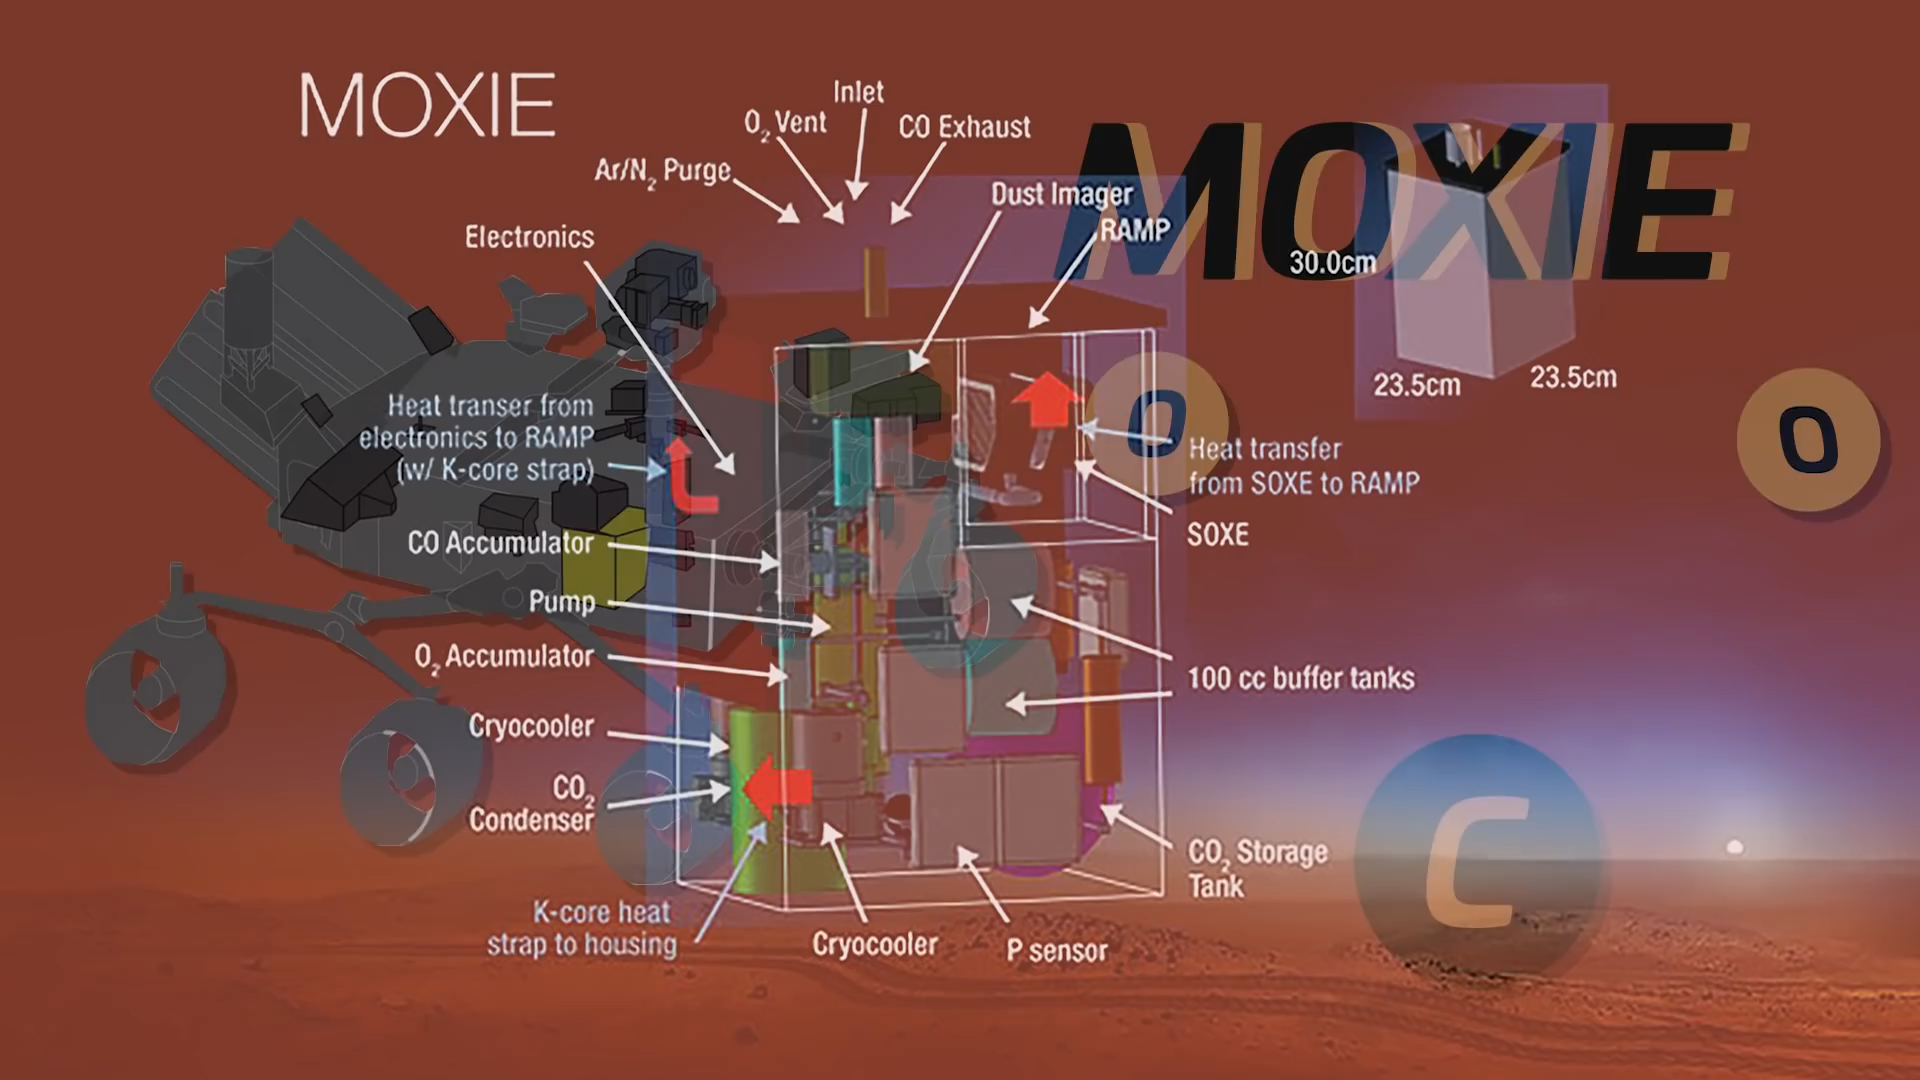 MOXIE
Inlet
O₂ Vent
CO Exhaust
Ar/N₂ Purge
Dust Imager
RAMP
MOXIE
Electronics
30.0cm
23.5cm
23.5cm
Heat transer from
electronics to RAMP
(w/ K-core strap)
O
O
Heat transfer
from SOXE to RAMP
SOXE
CO Accumulator
Pump
O₂ Accumulator
100 cc buffer tanks
Cryocooler
CO₂
Condenser
C
CO₂ Storage
Tank
K-core heat
strap to housing
Cryocooler
P sensor